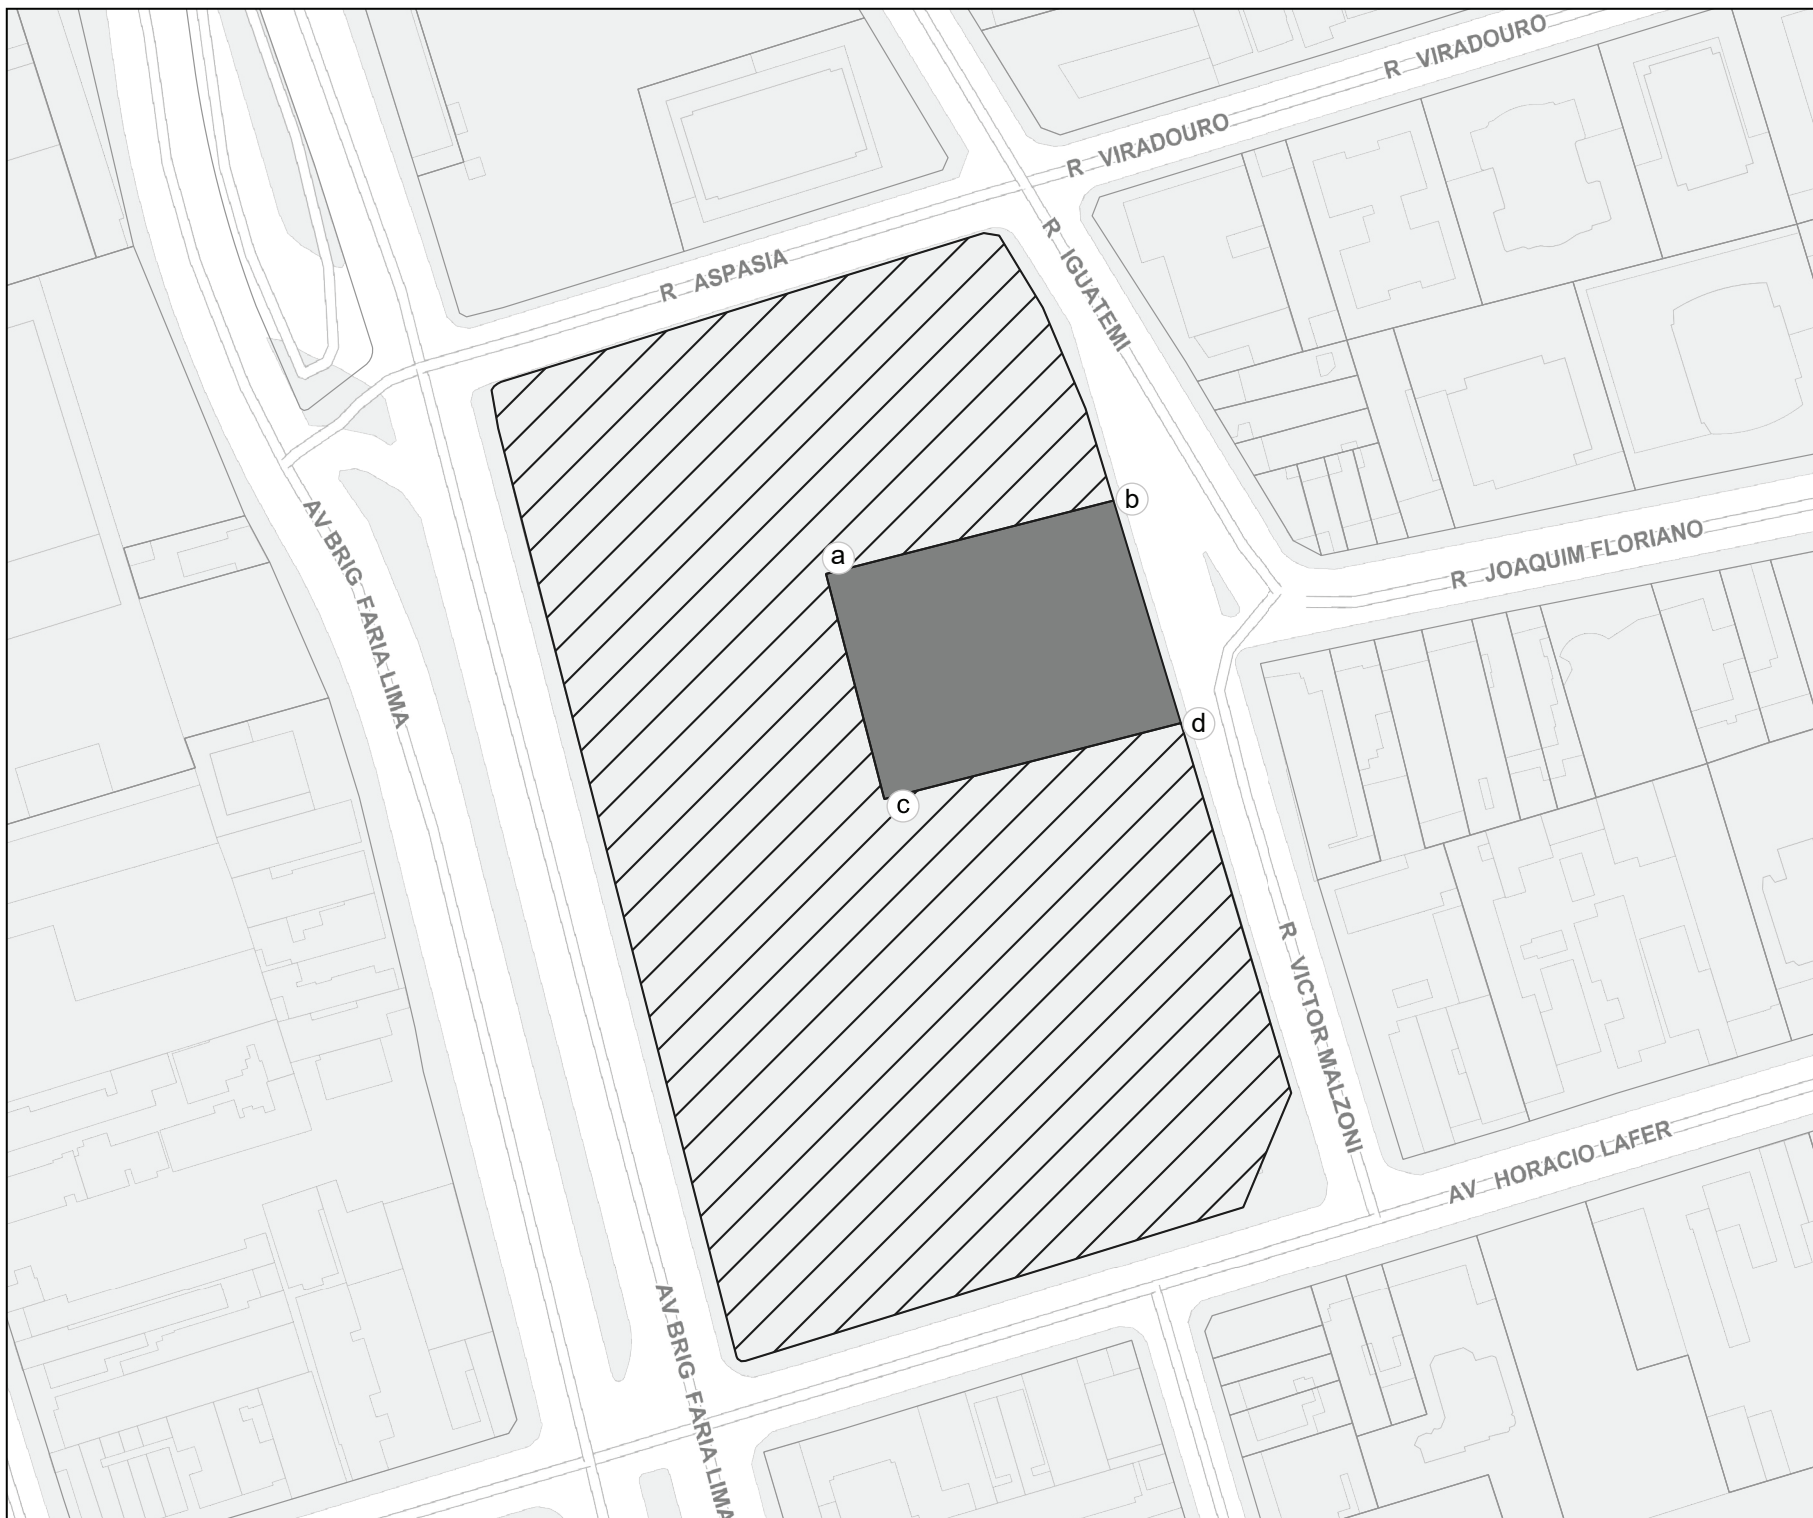 R VIRADOURO
R VIRADOURO
R IGUATEMI
R ASPASIA
b
a
AV BRIG FARIA LIMA
R JOAQUIM FLORIANO
d
c
R VICTOR MALZONI
AV HORACIO LAFER
AV BRIG FARIA LIMA